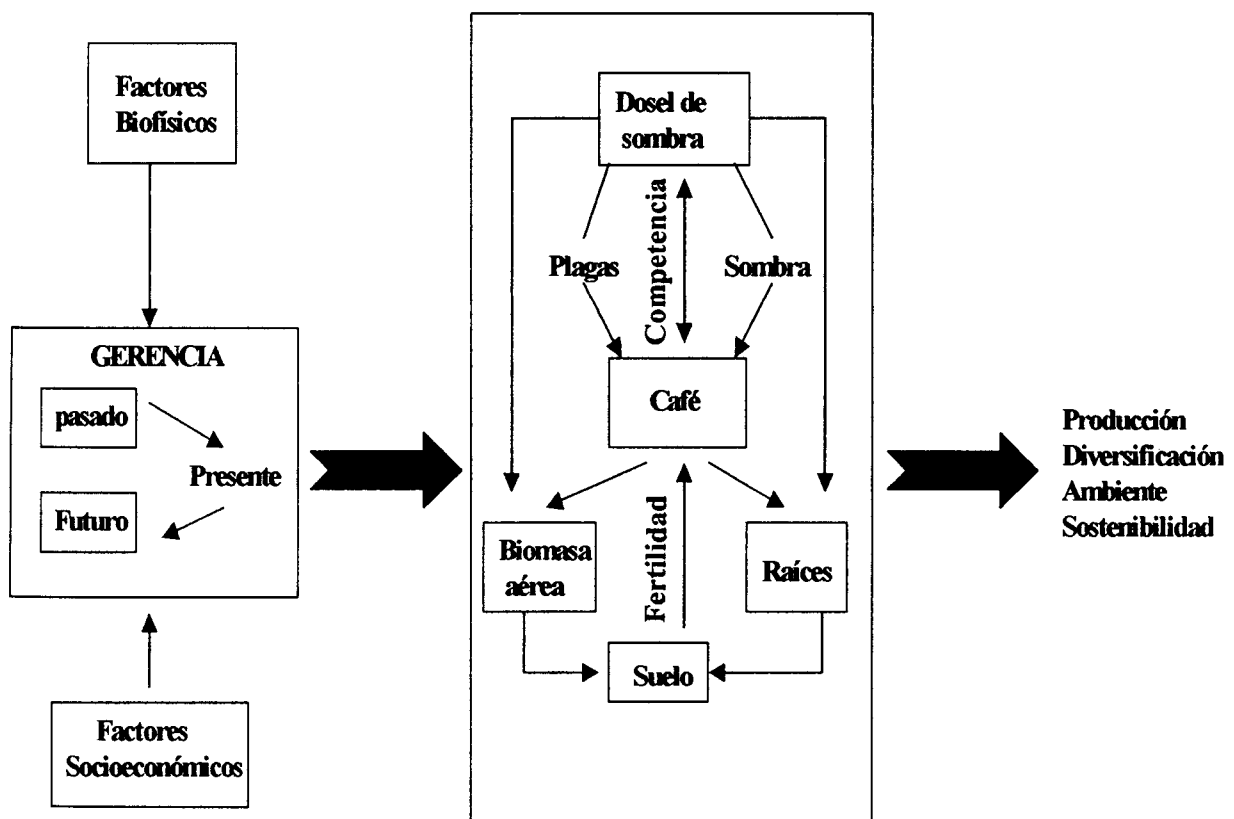 Factores
Biofísicos
GERENCIA
pasado
Presente
Futuro
Factores
Socioeconómicos
Dosel de
sombra
Plagas
Competencia
Sombra
Café
Biomasa
aérea
Fertilidad
Raíces
Suelo
Producción
Diversificación
Ambiente
Sostenibilidad